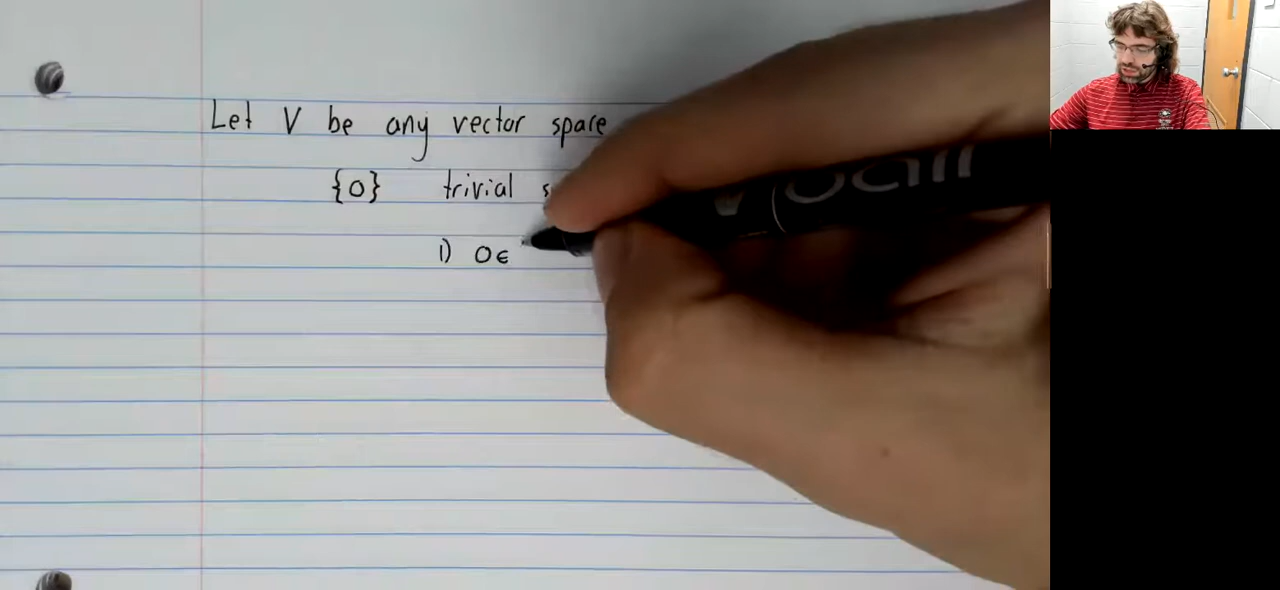 Let V be any vector space
{0} trivial
1) 0∈